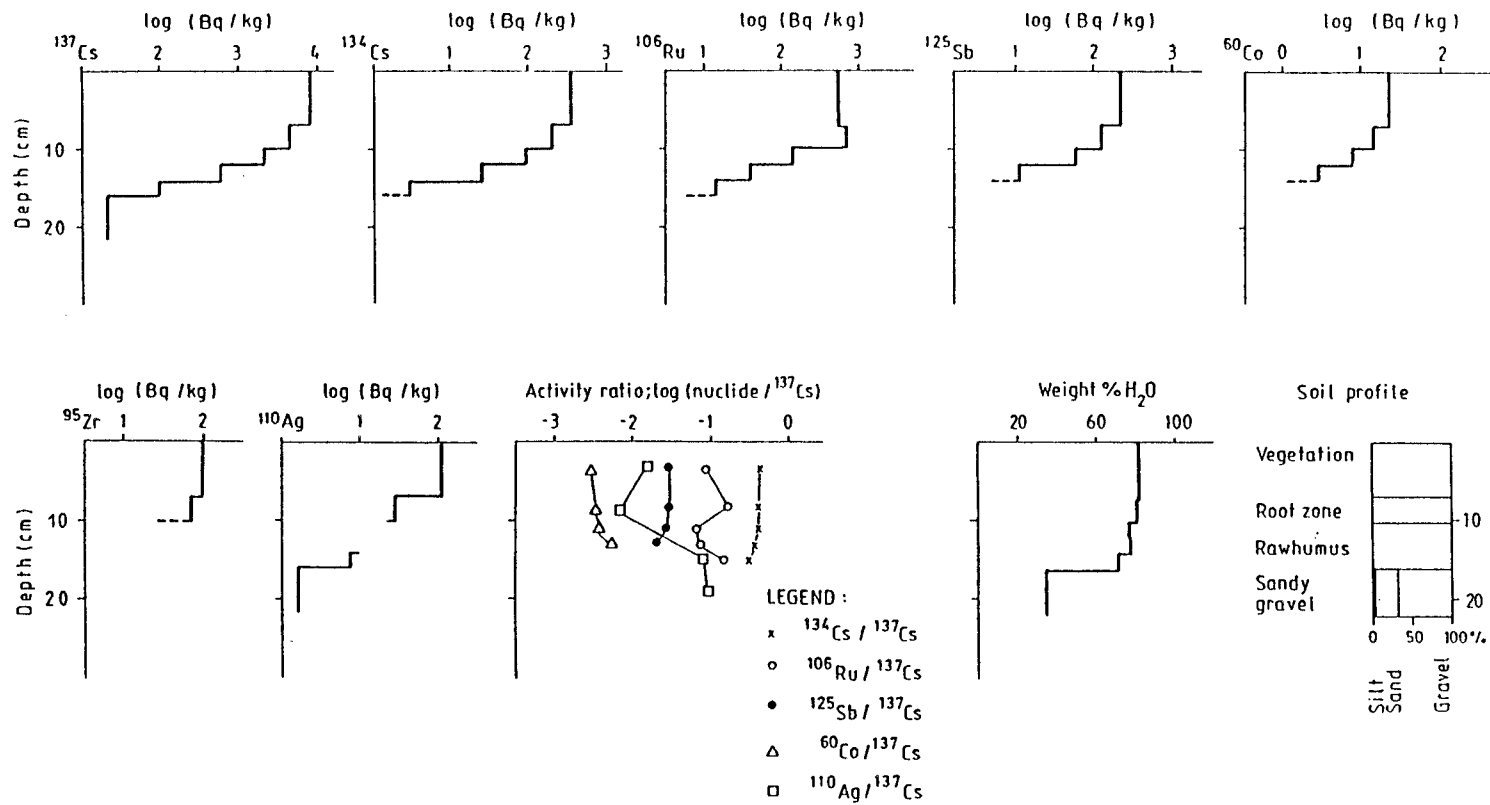 log (Bq/kg) log (Bq/kg) log (Bq/kg) log (Bq/kg) log (Bq/kg)
137Cs 2 3 4 134Cs 1 2 3 106Ru 1 2 3 125Sb 1 2 3 60Co 0 1 2
Depth (cm)
10
20
log (Bq/kg) log (Bq/kg) Activity ratio; log (nuclide/137Cs) Weight % H2O Soil profile
95Zr 1 2 110Ag 1 2 -3 -2 -1 0 20 60 100
Depth (cm)
10
20
Vegetation
Root zone
10
Rawhumus
Sandy
gravel
20
0 50 100%
Silt
Sand
Gravel
LEGEND:
x 134Cs / 137Cs
○ 106Ru / 137Cs
● 125Sb / 137Cs
△ 60Co / 137Cs
□ 110Ag / 137Cs